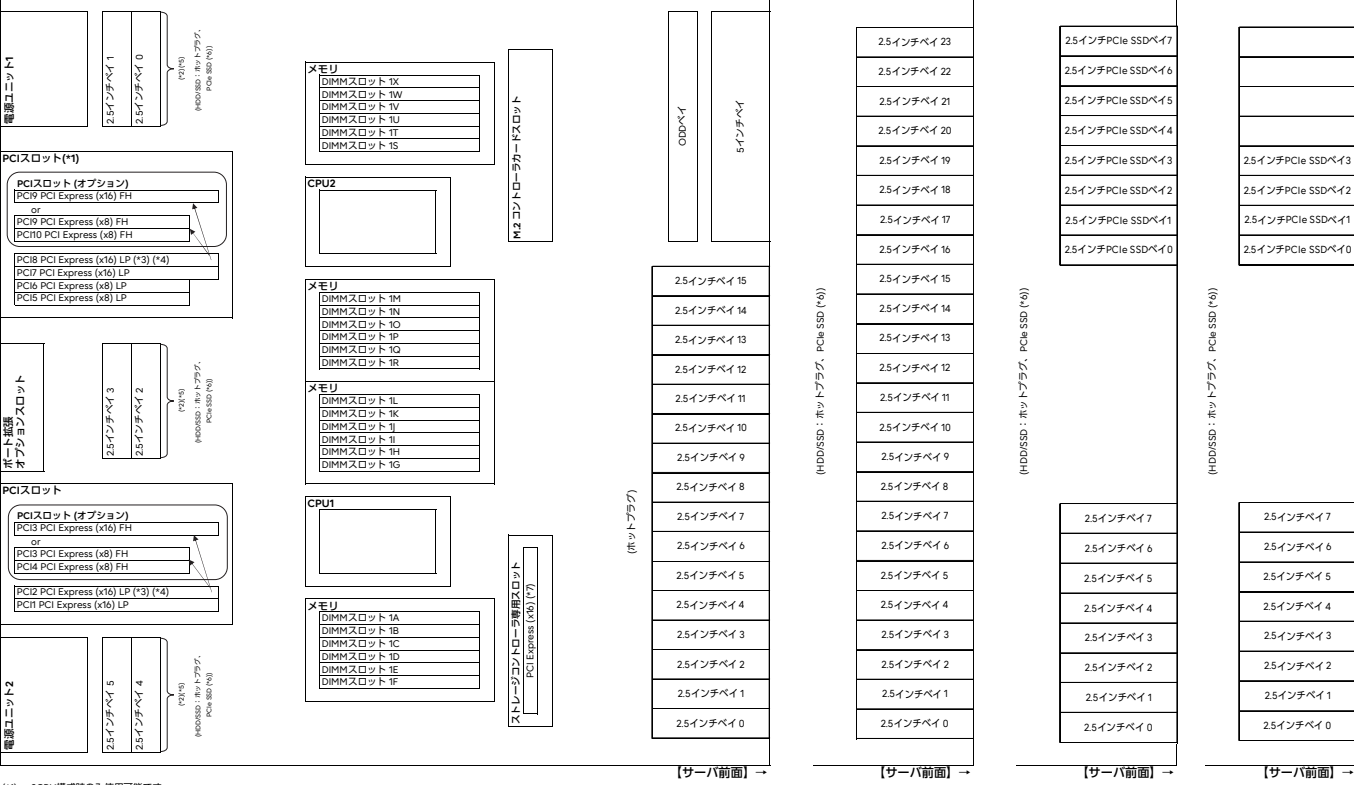 電源ユニット1
2.5インチベイ 1
2.5インチベイ 0
(*2)(*5)
(HDD/SSD：ホットプラグ、
PCIe SSD (*6))
PCIスロット(*1)
PCIスロット (オプション)
PCI9 PCI Express (x16) FH
or
PCI9 PCI Express (x8) FH
PCI10 PCI Express (x8) FH
PCI8 PCI Express (x16) LP (*3) (*4)
PCI7 PCI Express (x16) LP
PCI6 PCI Express (x8) LP
PCI5 PCI Express (x8) LP
ポート拡張
オプションスロット
2.5インチベイ 3
2.5インチベイ 2
(*2)(*5)
(HDD/SSD：ホットプラグ、
PCIe SSD (*6))
PCIスロット
PCIスロット (オプション)
PCI3 PCI Express (x16) FH
or
PCI3 PCI Express (x8) FH
PCI4 PCI Express (x8) FH
PCI2 PCI Express (x16) LP (*3) (*4)
PCI1 PCI Express (x16) LP
電源ユニット2
2.5インチベイ 5
2.5インチベイ 4
(*2)(*5)
(HDD/SSD：ホットプラグ、
PCIe SSD (*6))
メモリ
DIMMスロット 1X
DIMMスロット 1W
DIMMスロット 1V
DIMMスロット 1U
DIMMスロット 1T
DIMMスロット 1S
CPU2
メモリ
DIMMスロット 1M
DIMMスロット 1N
DIMMスロット 1O
DIMMスロット 1P
DIMMスロット 1Q
DIMMスロット 1R
メモリ
DIMMスロット 1L
DIMMスロット 1K
DIMMスロット 1J
DIMMスロット 1I
DIMMスロット 1H
DIMMスロット 1G
CPU1
メモリ
DIMMスロット 1A
DIMMスロット 1B
DIMMスロット 1C
DIMMスロット 1D
DIMMスロット 1E
DIMMスロット 1F
M.2 コントローラカードスロット
ストレージコントローラ専用スロット
PCI Express (x16) (*7)
ODDベイ
5インチベイ
(ホットプラグ)
2.5インチベイ 15
2.5インチベイ 14
2.5インチベイ 13
2.5インチベイ 12
2.5インチベイ 11
2.5インチベイ 10
2.5インチベイ 9
2.5インチベイ 8
2.5インチベイ 7
2.5インチベイ 6
2.5インチベイ 5
2.5インチベイ 4
2.5インチベイ 3
2.5インチベイ 2
2.5インチベイ 1
2.5インチベイ 0
【サーバ前面】→
(HDD/SSD：ホットプラグ、PCIe SSD (*6))
2.5インチベイ 23
2.5インチベイ 22
2.5インチベイ 21
2.5インチベイ 20
2.5インチベイ 19
2.5インチベイ 18
2.5インチベイ 17
2.5インチベイ 16
2.5インチベイ 15
2.5インチベイ 14
2.5インチベイ 13
2.5インチベイ 12
2.5インチベイ 11
2.5インチベイ 10
2.5インチベイ 9
2.5インチベイ 8
2.5インチベイ 7
2.5インチベイ 6
2.5インチベイ 5
2.5インチベイ 4
2.5インチベイ 3
2.5インチベイ 2
2.5インチベイ 1
2.5インチベイ 0
【サーバ前面】→
(HDD/SSD：ホットプラグ、PCIe SSD (*6))
2.5インチPCIe SSDベイ7
2.5インチPCIe SSDベイ6
2.5インチPCIe SSDベイ5
2.5インチPCIe SSDベイ4
2.5インチPCIe SSDベイ3
2.5インチPCIe SSDベイ2
2.5インチPCIe SSDベイ1
2.5インチPCIe SSDベイ0
2.5インチベイ 7
2.5インチベイ 6
2.5インチベイ 5
2.5インチベイ 4
2.5インチベイ 3
2.5インチベイ 2
2.5インチベイ 1
2.5インチベイ 0
【サーバ前面】→
(HDD/SSD：ホットプラグ、PCIe SSD (*6))
2.5インチPCIe SSDベイ3
2.5インチPCIe SSDベイ2
2.5インチPCIe SSDベイ1
2.5インチPCIe SSDベイ0
2.5インチベイ 7
2.5インチベイ 6
2.5インチベイ 5
2.5インチベイ 4
2.5インチベイ 3
2.5インチベイ 2
2.5インチベイ 1
2.5インチベイ 0
【サーバ前面】→